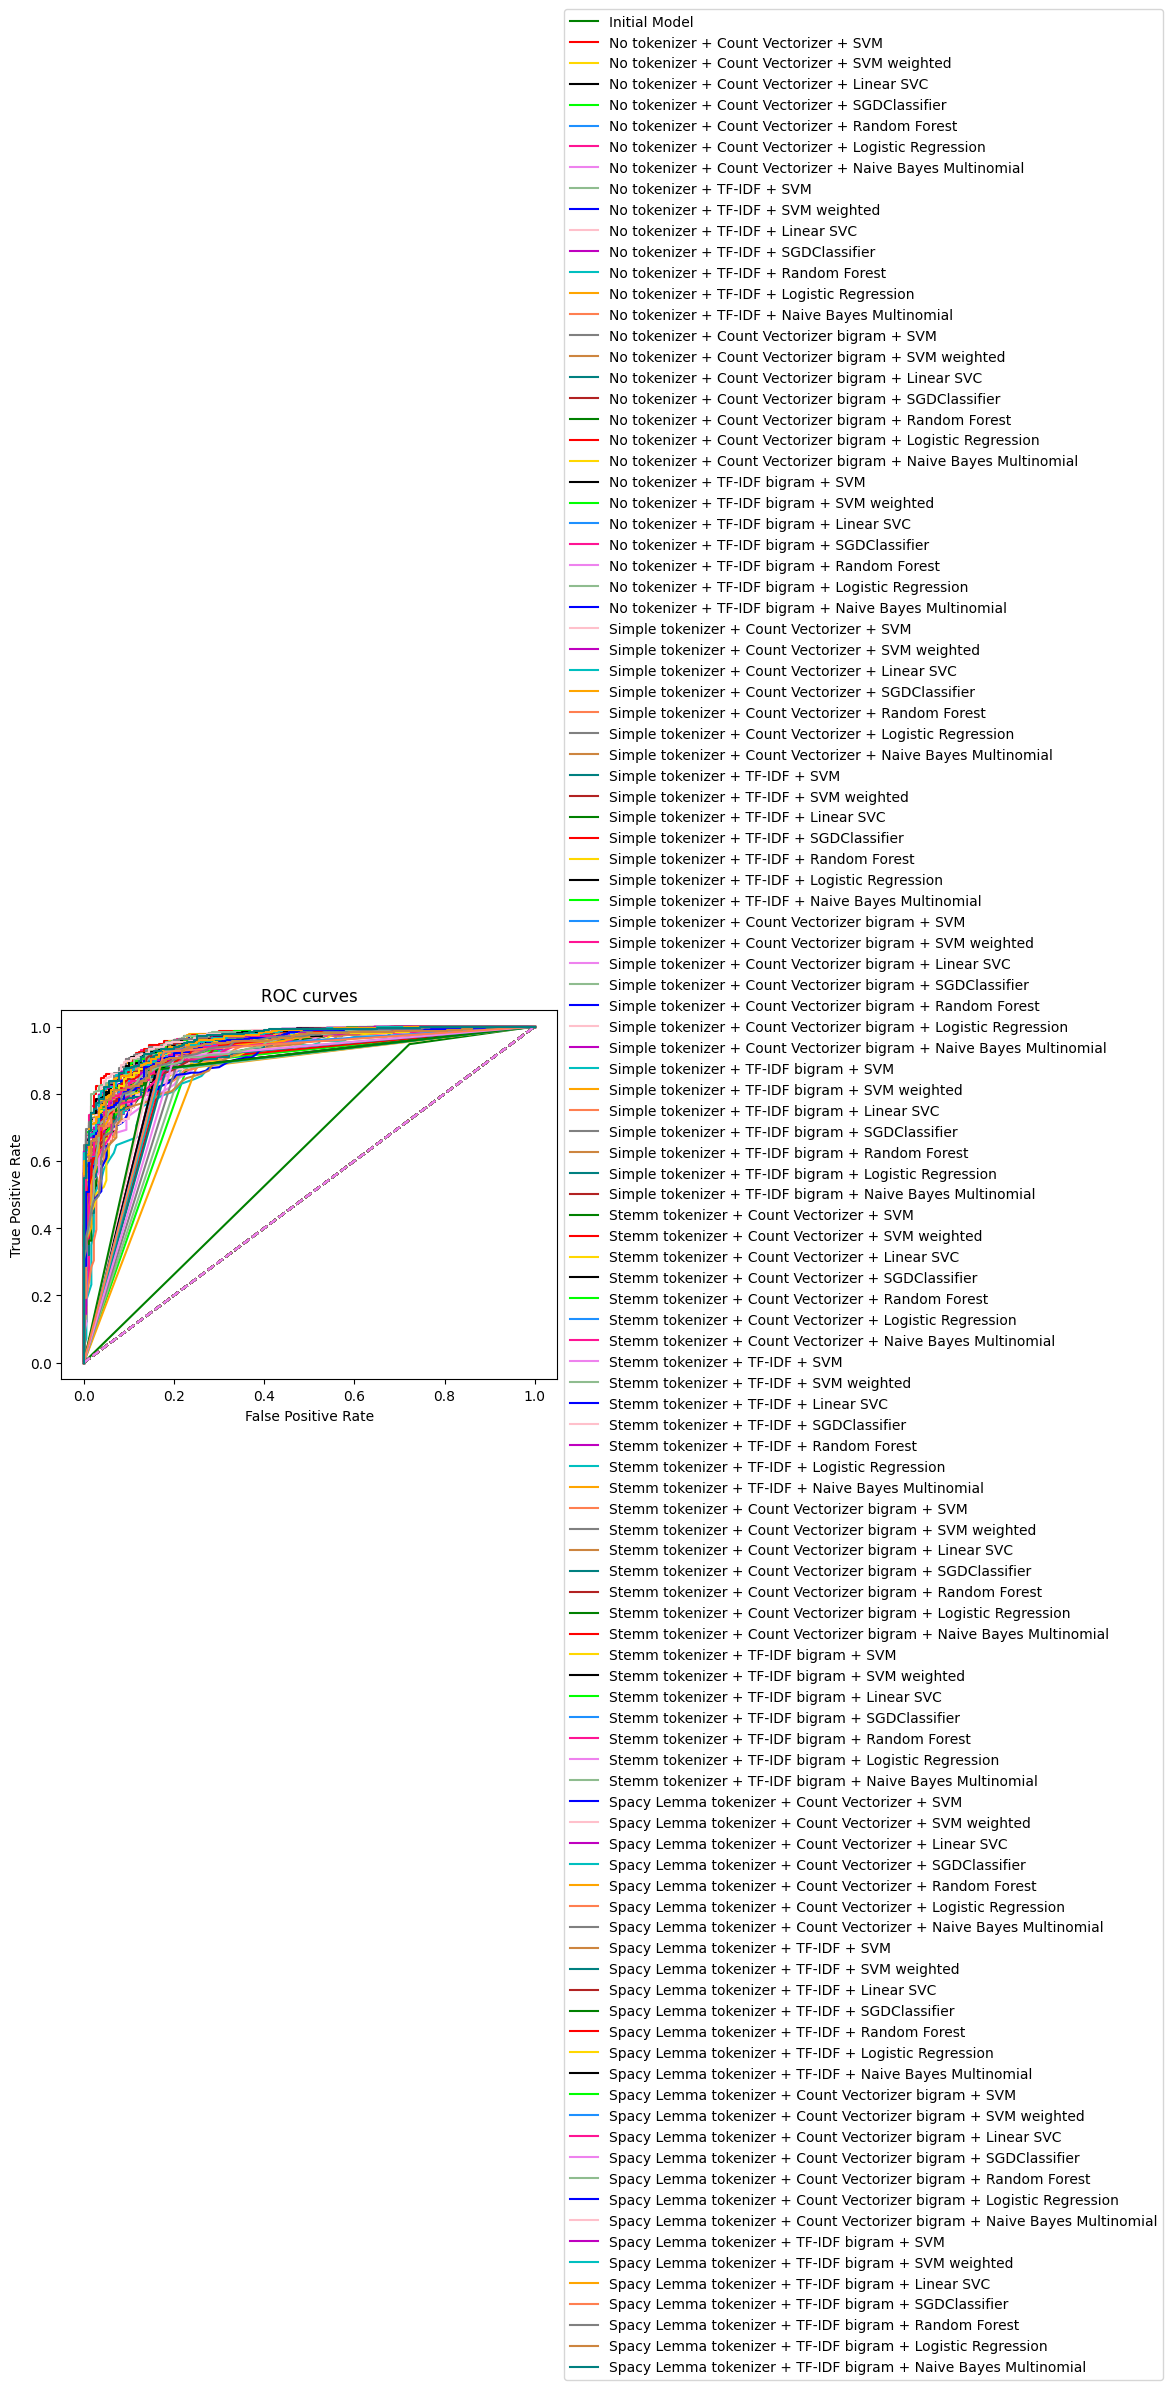 ROC curves
1.0
0.8
0.6
0.4
0.2
0.0
True Positive Rate
0.0 0.2 0.4 0.6 0.8 1.0
False Positive Rate
Initial Model
No tokenizer + Count Vectorizer + SVM
No tokenizer + Count Vectorizer + SVM weighted
No tokenizer + Count Vectorizer + Linear SVC
No tokenizer + Count Vectorizer + SGDClassifier
No tokenizer + Count Vectorizer + Random Forest
No tokenizer + Count Vectorizer + Logistic Regression
No tokenizer + Count Vectorizer + Naive Bayes Multinomial
No tokenizer + TF-IDF + SVM
No tokenizer + TF-IDF + SVM weighted
No tokenizer + TF-IDF + Linear SVC
No tokenizer + TF-IDF + SGDClassifier
No tokenizer + TF-IDF + Random Forest
No tokenizer + TF-IDF + Logistic Regression
No tokenizer + TF-IDF + Naive Bayes Multinomial
No tokenizer + Count Vectorizer bigram + SVM
No tokenizer + Count Vectorizer bigram + SVM weighted
No tokenizer + Count Vectorizer bigram + Linear SVC
No tokenizer + Count Vectorizer bigram + SGDClassifier
No tokenizer + Count Vectorizer bigram + Random Forest
No tokenizer + Count Vectorizer bigram + Logistic Regression
No tokenizer + Count Vectorizer bigram + Naive Bayes Multinomial
No tokenizer + TF-IDF bigram + SVM
No tokenizer + TF-IDF bigram + SVM weighted
No tokenizer + TF-IDF bigram + Linear SVC
No tokenizer + TF-IDF bigram + SGDClassifier
No tokenizer + TF-IDF bigram + Random Forest
No tokenizer + TF-IDF bigram + Logistic Regression
No tokenizer + TF-IDF bigram + Naive Bayes Multinomial
Simple tokenizer + Count Vectorizer + SVM
Simple tokenizer + Count Vectorizer + SVM weighted
Simple tokenizer + Count Vectorizer + Linear SVC
Simple tokenizer + Count Vectorizer + SGDClassifier
Simple tokenizer + Count Vectorizer + Random Forest
Simple tokenizer + Count Vectorizer + Logistic Regression
Simple tokenizer + Count Vectorizer + Naive Bayes Multinomial
Simple tokenizer + TF-IDF + SVM
Simple tokenizer + TF-IDF + SVM weighted
Simple tokenizer + TF-IDF + Linear SVC
Simple tokenizer + TF-IDF + SGDClassifier
Simple tokenizer + TF-IDF + Random Forest
Simple tokenizer + TF-IDF + Logistic Regression
Simple tokenizer + TF-IDF + Naive Bayes Multinomial
Simple tokenizer + Count Vectorizer bigram + SVM
Simple tokenizer + Count Vectorizer bigram + SVM weighted
Simple tokenizer + Count Vectorizer bigram + Linear SVC
Simple tokenizer + Count Vectorizer bigram + SGDClassifier
Simple tokenizer + Count Vectorizer bigram + Random Forest
Simple tokenizer + Count Vectorizer bigram + Logistic Regression
Simple tokenizer + Count Vectorizer bigram + Naive Bayes Multinomial
Simple tokenizer + TF-IDF bigram + SVM
Simple tokenizer + TF-IDF bigram + SVM weighted
Simple tokenizer + TF-IDF bigram + Linear SVC
Simple tokenizer + TF-IDF bigram + SGDClassifier
Simple tokenizer + TF-IDF bigram + Random Forest
Simple tokenizer + TF-IDF bigram + Logistic Regression
Simple tokenizer + TF-IDF bigram + Naive Bayes Multinomial
Stemm tokenizer + Count Vectorizer + SVM
Stemm tokenizer + Count Vectorizer + SVM weighted
Stemm tokenizer + Count Vectorizer + Linear SVC
Stemm tokenizer + Count Vectorizer + SGDClassifier
Stemm tokenizer + Count Vectorizer + Random Forest
Stemm tokenizer + Count Vectorizer + Logistic Regression
Stemm tokenizer + Count Vectorizer + Naive Bayes Multinomial
Stemm tokenizer + TF-IDF + SVM
Stemm tokenizer + TF-IDF + SVM weighted
Stemm tokenizer + TF-IDF + Linear SVC
Stemm tokenizer + TF-IDF + SGDClassifier
Stemm tokenizer + TF-IDF + Random Forest
Stemm tokenizer + TF-IDF + Logistic Regression
Stemm tokenizer + TF-IDF + Naive Bayes Multinomial
Stemm tokenizer + Count Vectorizer bigram + SVM
Stemm tokenizer + Count Vectorizer bigram + SVM weighted
Stemm tokenizer + Count Vectorizer bigram + Linear SVC
Stemm tokenizer + Count Vectorizer bigram + SGDClassifier
Stemm tokenizer + Count Vectorizer bigram + Random Forest
Stemm tokenizer + Count Vectorizer bigram + Logistic Regression
Stemm tokenizer + Count Vectorizer bigram + Naive Bayes Multinomial
Stemm tokenizer + TF-IDF bigram + SVM
Stemm tokenizer + TF-IDF bigram + SVM weighted
Stemm tokenizer + TF-IDF bigram + Linear SVC
Stemm tokenizer + TF-IDF bigram + SGDClassifier
Stemm tokenizer + TF-IDF bigram + Random Forest
Stemm tokenizer + TF-IDF bigram + Logistic Regression
Stemm tokenizer + TF-IDF bigram + Naive Bayes Multinomial
Spacy Lemma tokenizer + Count Vectorizer + SVM
Spacy Lemma tokenizer + Count Vectorizer + SVM weighted
Spacy Lemma tokenizer + Count Vectorizer + Linear SVC
Spacy Lemma tokenizer + Count Vectorizer + SGDClassifier
Spacy Lemma tokenizer + Count Vectorizer + Random Forest
Spacy Lemma tokenizer + Count Vectorizer + Logistic Regression
Spacy Lemma tokenizer + Count Vectorizer + Naive Bayes Multinomial
Spacy Lemma tokenizer + TF-IDF + SVM
Spacy Lemma tokenizer + TF-IDF + SVM weighted
Spacy Lemma tokenizer + TF-IDF + Linear SVC
Spacy Lemma tokenizer + TF-IDF + SGDClassifier
Spacy Lemma tokenizer + TF-IDF + Random Forest
Spacy Lemma tokenizer + TF-IDF + Logistic Regression
Spacy Lemma tokenizer + TF-IDF + Naive Bayes Multinomial
Spacy Lemma tokenizer + Count Vectorizer bigram + SVM
Spacy Lemma tokenizer + Count Vectorizer bigram + SVM weighted
Spacy Lemma tokenizer + Count Vectorizer bigram + Linear SVC
Spacy Lemma tokenizer + Count Vectorizer bigram + SGDClassifier
Spacy Lemma tokenizer + Count Vectorizer bigram + Random Forest
Spacy Lemma tokenizer + Count Vectorizer bigram + Logistic Regression
Spacy Lemma tokenizer + Count Vectorizer bigram + Naive Bayes Multinomial
Spacy Lemma tokenizer + TF-IDF bigram + SVM
Spacy Lemma tokenizer + TF-IDF bigram + SVM weighted
Spacy Lemma tokenizer + TF-IDF bigram + Linear SVC
Spacy Lemma tokenizer + TF-IDF bigram + SGDClassifier
Spacy Lemma tokenizer + TF-IDF bigram + Random Forest
Spacy Lemma tokenizer + TF-IDF bigram + Logistic Regression
Spacy Lemma tokenizer + TF-IDF bigram + Naive Bayes Multinomial